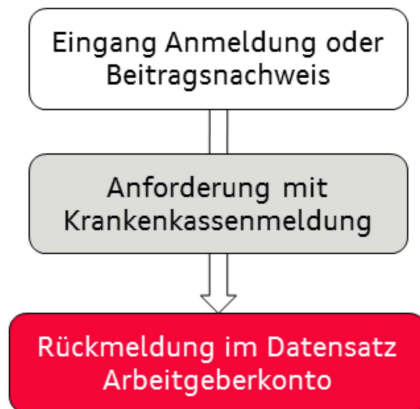 Eingang Anmeldung oder
Beitragsnachweis
Anforderung mit
Krankenkassenmeldung
Rückmeldung im Datensatz
Arbeitgeberkonto